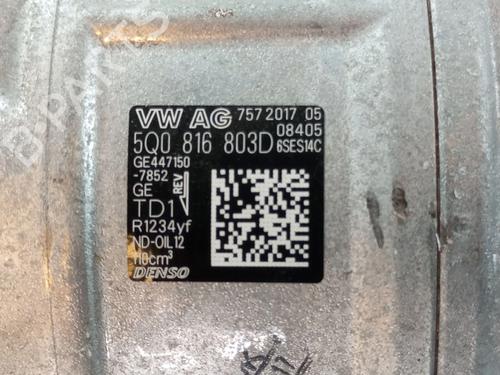 VW AG 757 2017 05
08405
5Q0 816 803D 6SES14C
GE447150
-7852
GE REV
TD1
R1234yf
ND-OIL12
110cm³
DENSO
B-PARTS